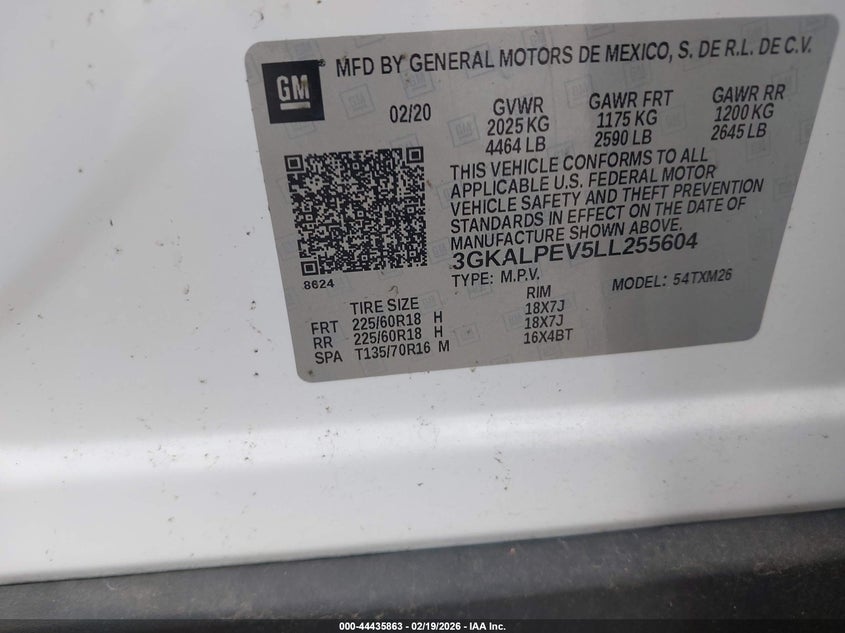 GM
MFD BY GENERAL MOTORS DE MEXICO, S. DE R.L. DE C.V.
02/20 GVWR GAWR FRT GAWR RR
2025 KG 1175 KG 1200 KG
4464 LB 2590 LB 2645 LB
THIS VEHICLE CONFORMS TO ALL
APPLICABLE U.S. FEDERAL MOTOR
VEHICLE SAFETY AND THEFT PREVENTION
STANDARDS IN EFFECT ON THE DATE OF
MANUFACTURE SHOWN ABOVE.
3GKALPEV5LL255604
8624
TYPE: M.P.V. MODEL: 54TXM26
TIRE SIZE RIM
FRT 225/60R18 H 18X7J
RR 225/60R18 H 18X7J
SPA T135/70R16 M 16X4BT
000-44435863 - 02/19/2026 - IAA Inc.